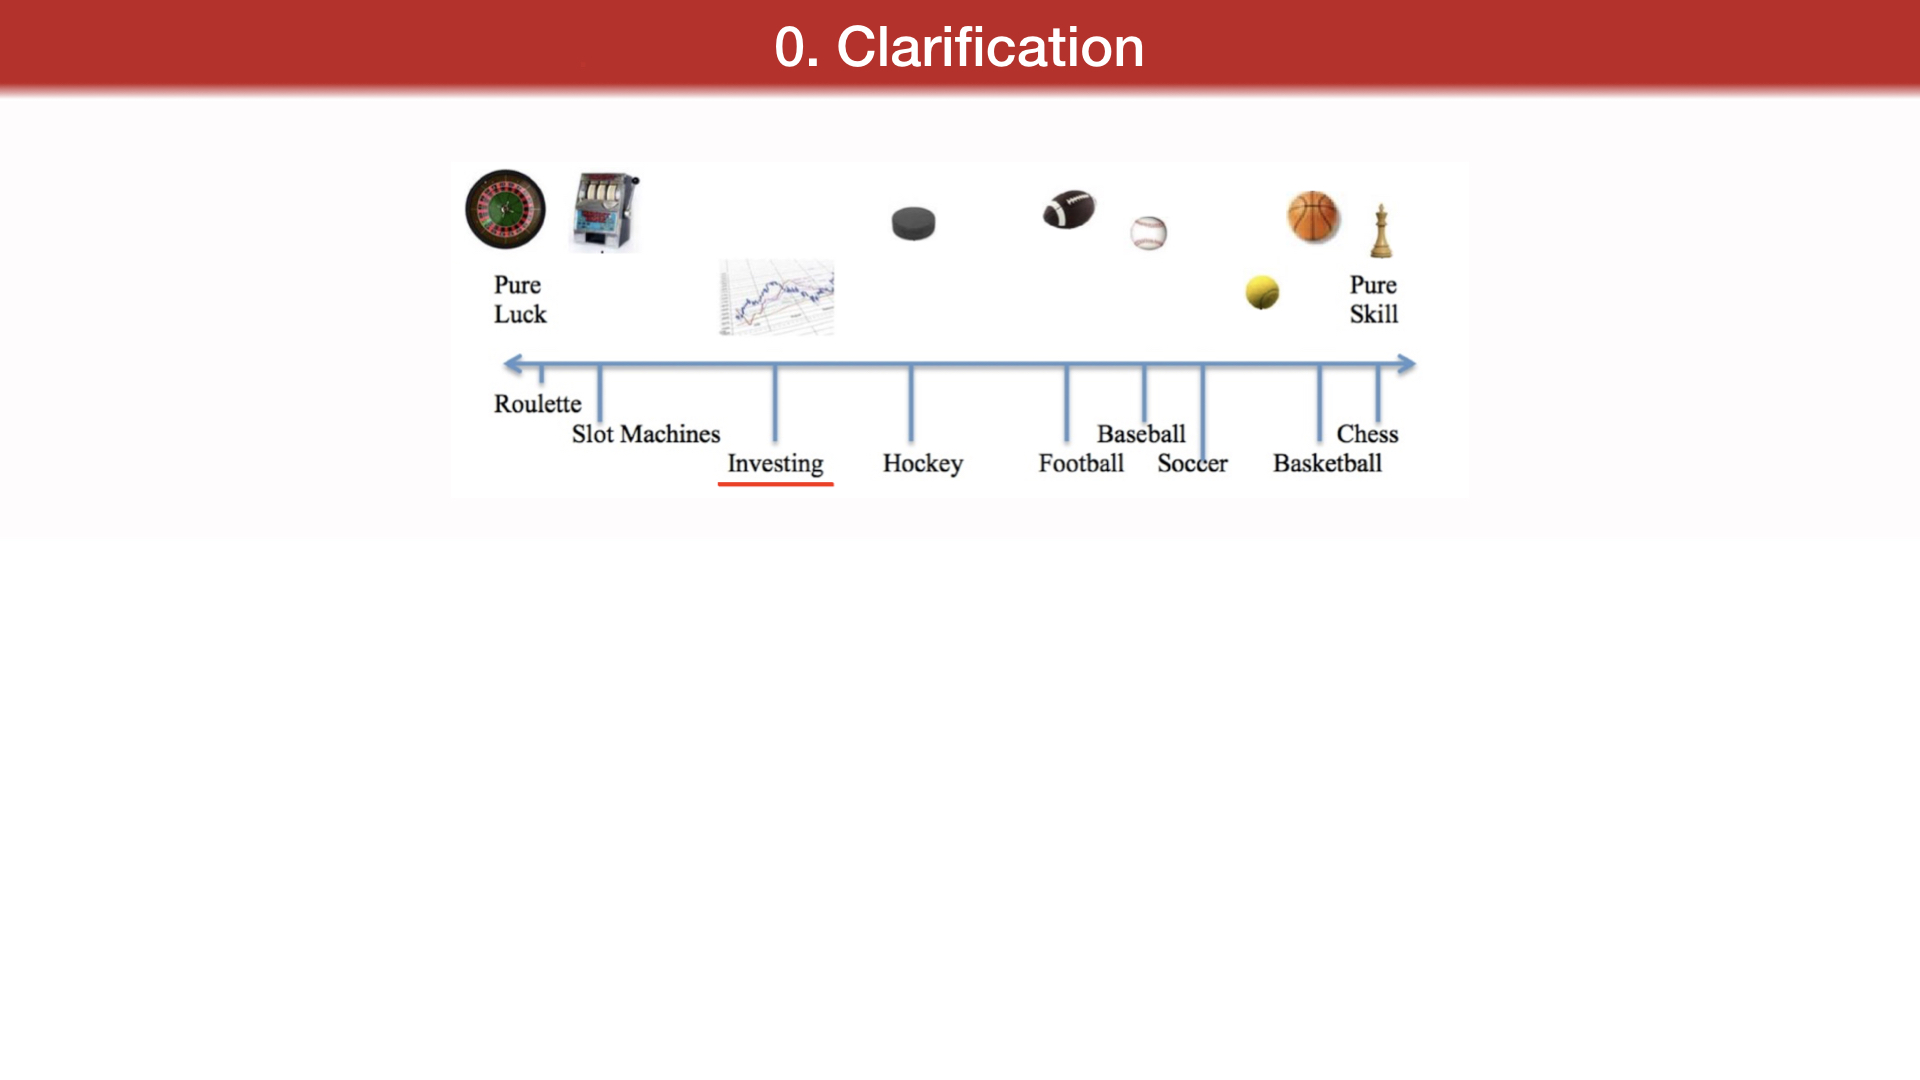 0. Clarification
Pure
Luck
Pure
Skill
Roulette
Slot Machines
Baseball
Chess
Investing
Hockey
Football
Soccer
Basketball